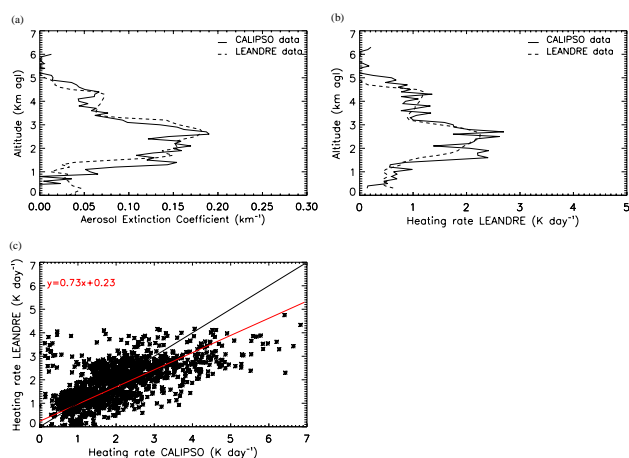 (a)
CALIPSO data
LEANDRE data
Altitude (Km agl)
7
6
5
4
3
2
1
0
0.00 0.05 0.10 0.15 0.20 0.25 0.30
Aerosol Extinction Coefficient (km⁻¹)
(b)
CALIPSO data
LEANDRE data
Altitude (Km agl)
7
6
5
4
3
2
1
0
0 1 2 3 4 5
Heating rate LEANDRE (K day⁻¹)
(c)
y=0.73x+0.23
Heating rate LEANDRE (K day⁻¹)
7
6
5
4
3
2
1
0
0 1 2 3 4 5 6 7
Heating rate CALIPSO (K day⁻¹)